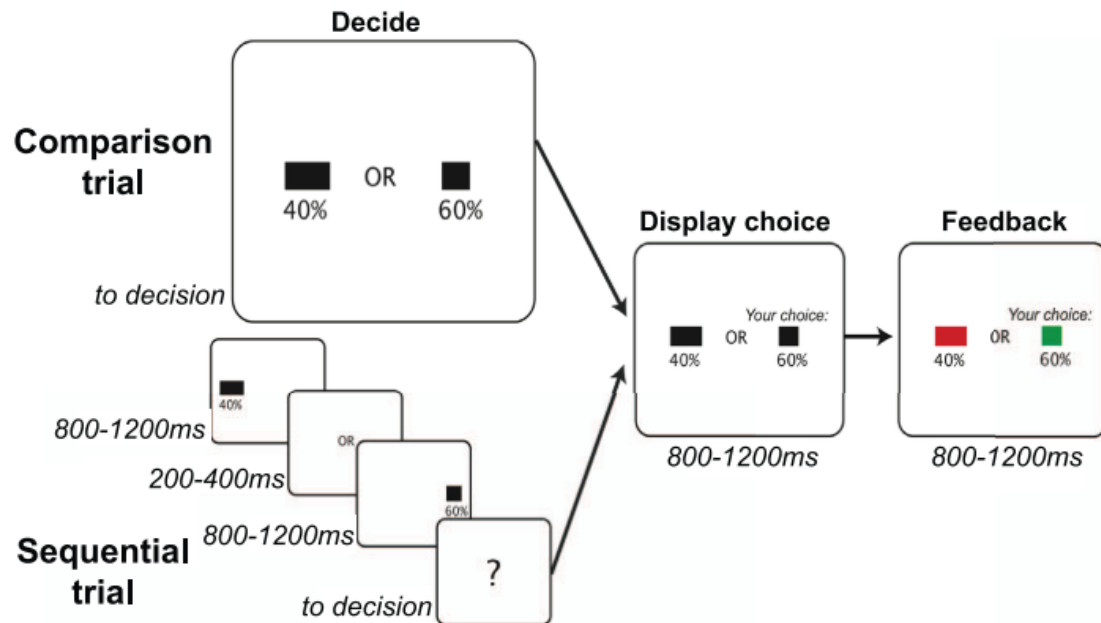 Decide
Comparison
trial
OR
40% 60%
to decision
Display choice
Your choice:
OR
40% 60%
800-1200ms
Feedback
Your choice:
OR
40% 60%
800-1200ms
40%
800-1200ms
OR
200-400ms
60%
800-1200ms
Sequential
trial
?
to decision